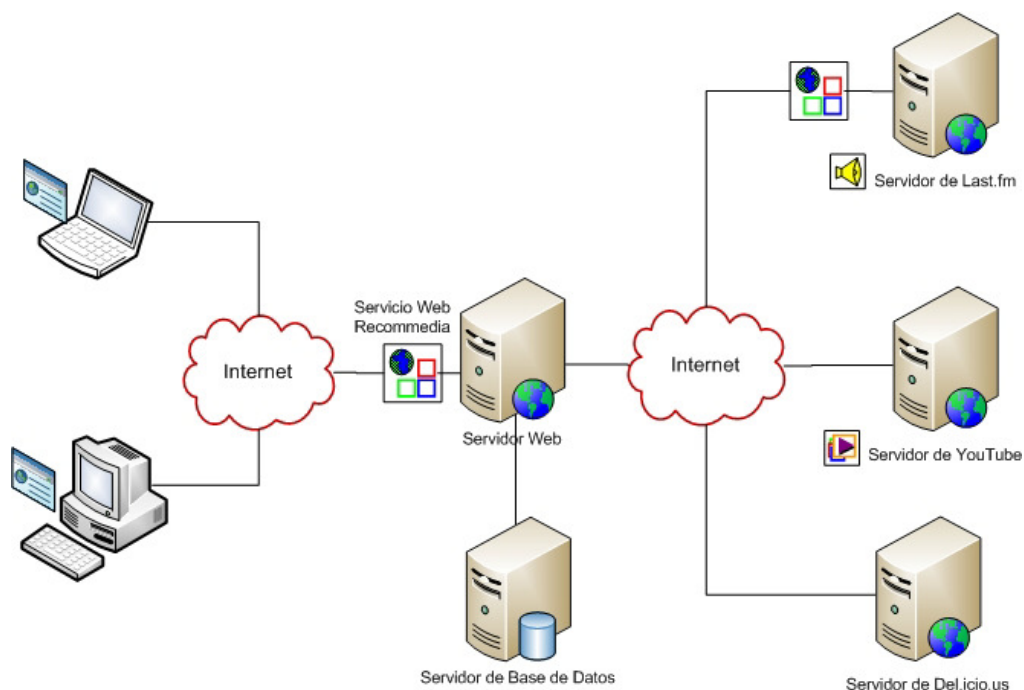 Servidor de Last.fm
Servicio Web
Recommedia
Internet
Internet
Servidor Web
Servidor de YouTube
Servidor de Base de Datos
Servidor de Del.icio.us